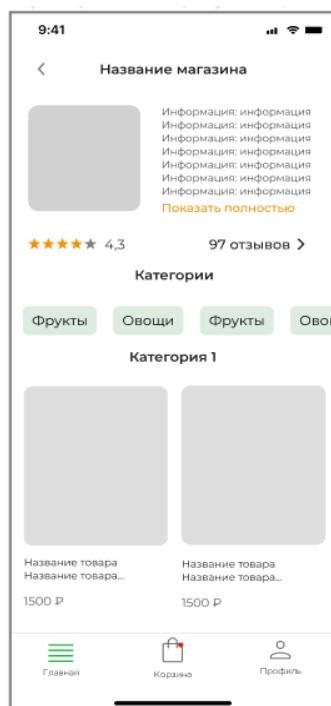 9:41
Название магазина
Информация: информация
Информация: информация
Информация: информация
Информация: информация
Информация: информация
Информация: информация
Информация: информация
Показать полностью
4,3
97 отзывов
Категории
Фрукты Овощи Фрукты Овощ
Категория 1
Название товара
Название товара...
1500 ₽
Название товара
Название товара...
1500 ₽
Главная Корзина Профиль